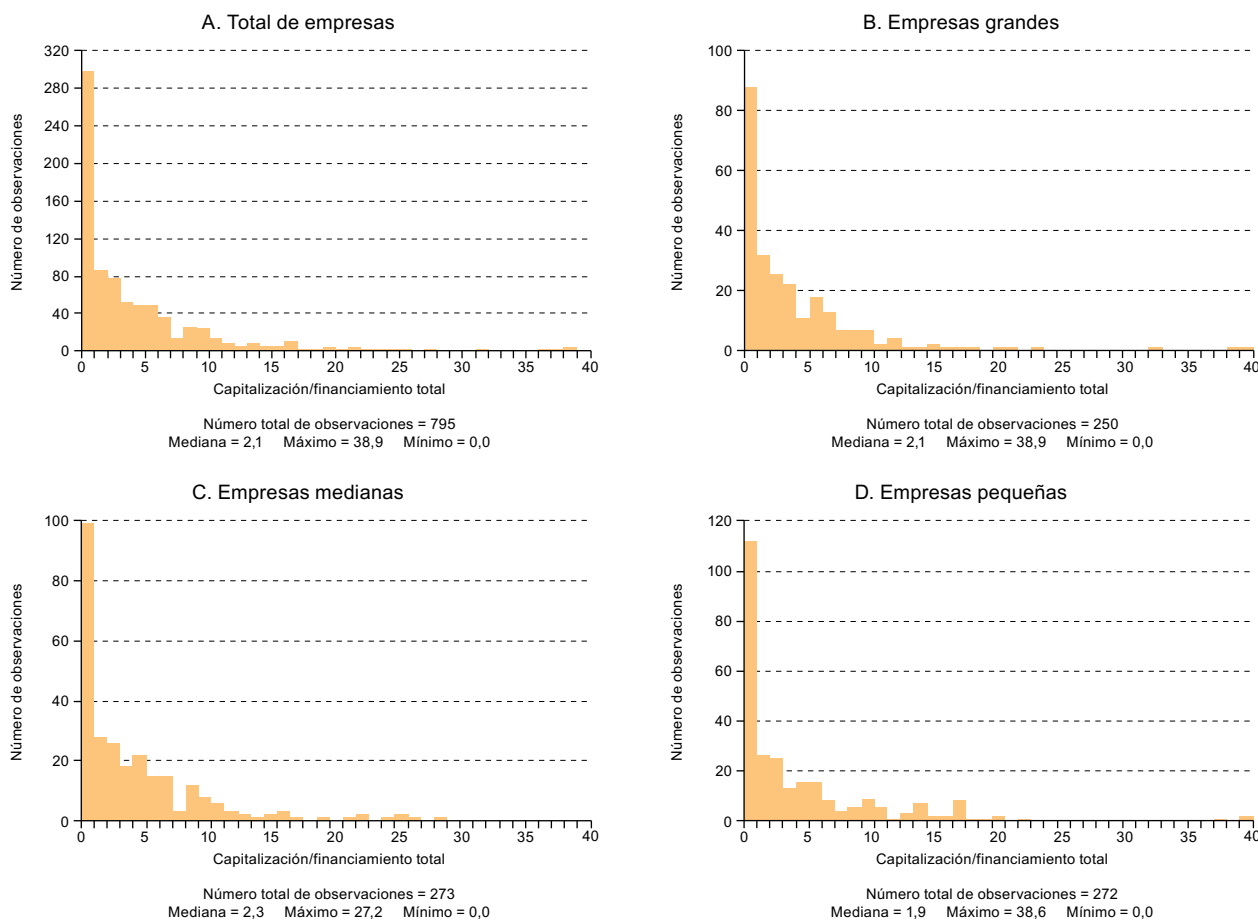 A. Total de empresas
Número de observaciones
320
280
240
200
160
120
80
40
0
0 5 10 15 20 25 30 35 40
Capitalización/financiamiento total
Número total de observaciones = 795
Mediana = 2,1 Máximo = 38,9 Mínimo = 0,0
B. Empresas grandes
Número de observaciones
100
80
60
40
20
0
0 5 10 15 20 25 30 35 40
Capitalización/financiamiento total
Número total de observaciones = 250
Mediana = 2,1 Máximo = 38,9 Mínimo = 0,0
C. Empresas medianas
Número de observaciones
100
80
60
40
20
0
0 5 10 15 20 25 30 35 40
Capitalización/financiamiento total
Número total de observaciones = 273
Mediana = 2,3 Máximo = 27,2 Mínimo = 0,0
D. Empresas pequeñas
Número de observaciones
120
100
80
60
40
20
0
0 5 10 15 20 25 30 35 40
Capitalización/financiamiento total
Número total de observaciones = 272
Mediana = 1,9 Máximo = 38,6 Mínimo = 0,0